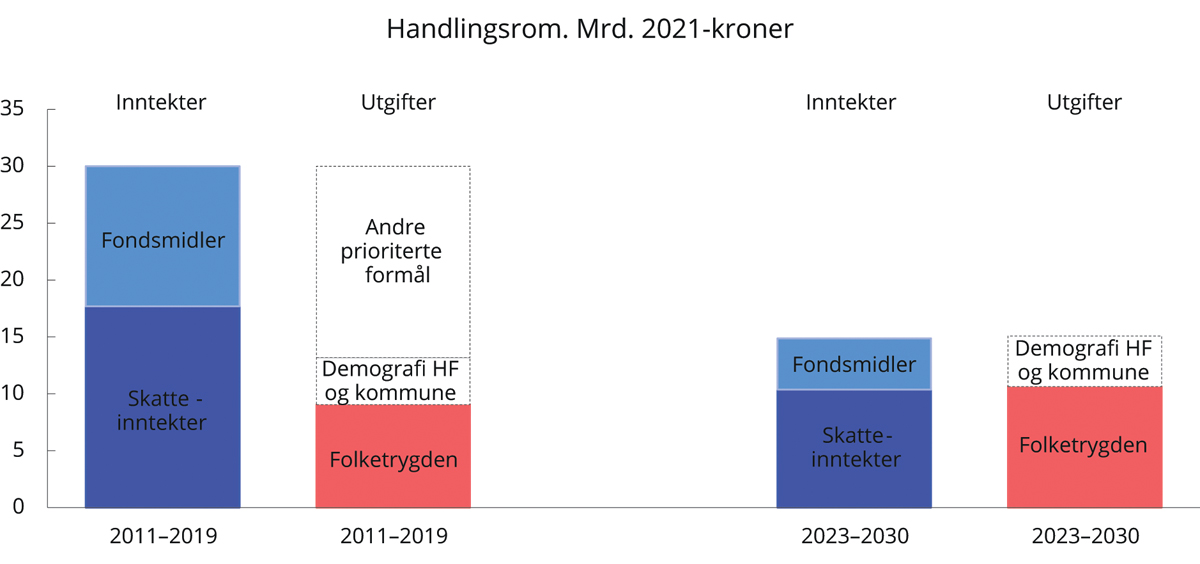 Handlingsrom. Mrd. 2021-kroner
Inntekter
Utgifter
Inntekter
Utgifter
35
30
25
20
15
10
5
0
Fondsmidler
Skatte -
inntekter
Andre
prioriterte
formål
Demografi HF
og kommune
Folketrygden
Fondsmidler
Skatte-
inntekter
Demografi HF
og kommune
Folketrygden
2011–2019
2011–2019
2023–2030
2023–2030